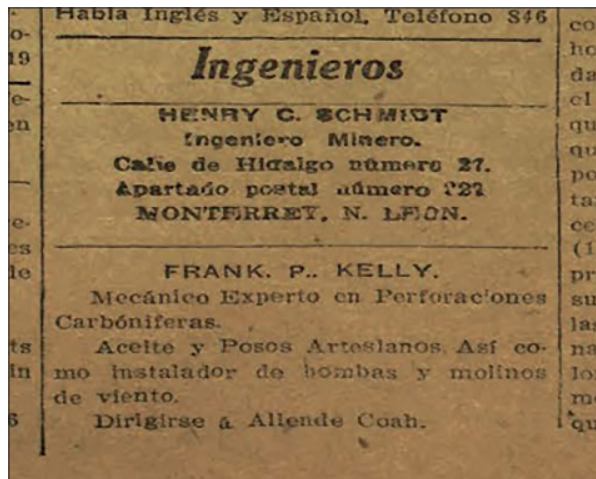 Habla Inglés y Español. Teléfono 846
Ingenieros
HENRY C. SCHMIDT
Ingeniero Minero.
Calle de Hidalgo número 27.
Apartado postal número
MONTERREY, N. LEON.
FRANK. P.. KELLY.
Mecánico Experto en Perforaciones
Carboníferas.
Aceite y Posos Artesianos. Así co-
mo instalador de bombas y molinos
de viento.
Dirigirse á Allende Coah.